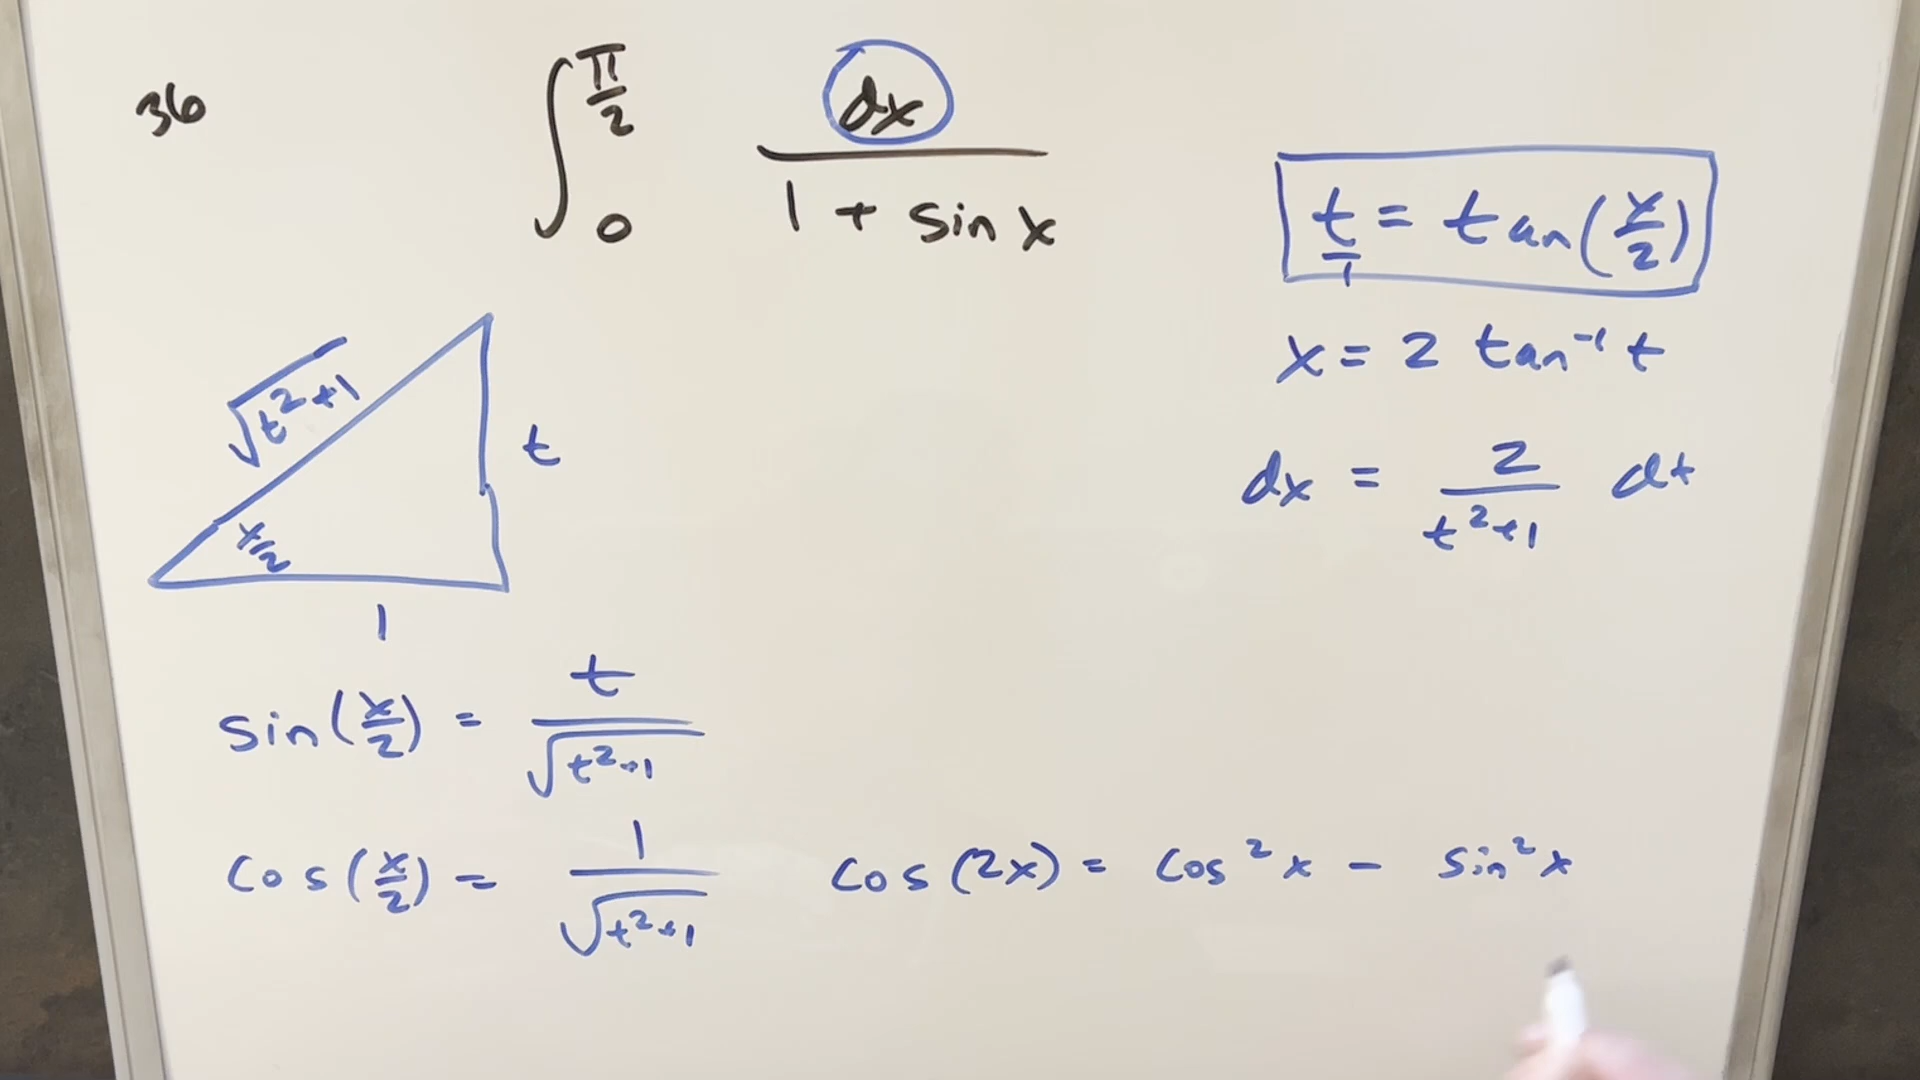 36
∫₀^(π/2) dx / (1 + sin x)
t/1 = tan(x/2)
x = 2 tan⁻¹ t
dx = 2/(t²+1) dt
√(t²+1)
t
x/2
1
sin(x/2) = t/√(t²+1)
cos(x/2) = 1/√(t²+1)
cos(2x) = cos²x − sin²x